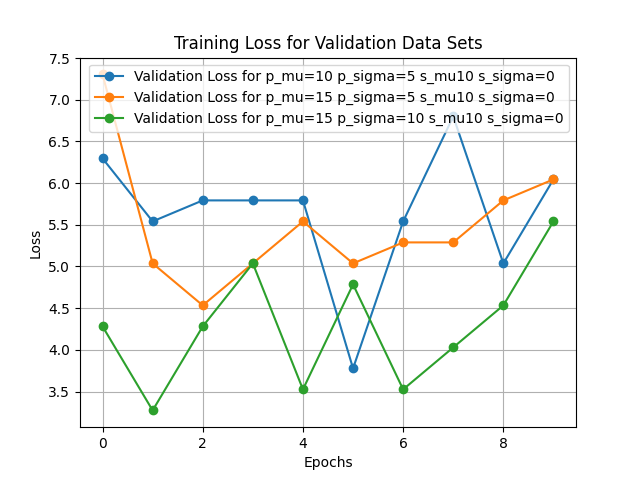 Training Loss for Validation Data Sets
Validation Loss for p_mu=10 p_sigma=5 s_mu10 s_sigma=0
Validation Loss for p_mu=15 p_sigma=5 s_mu10 s_sigma=0
Validation Loss for p_mu=15 p_sigma=10 s_mu10 s_sigma=0
7.5
7.0
6.5
6.0
5.5
5.0
4.5
4.0
3.5
Loss
0 2 4 6 8
Epochs